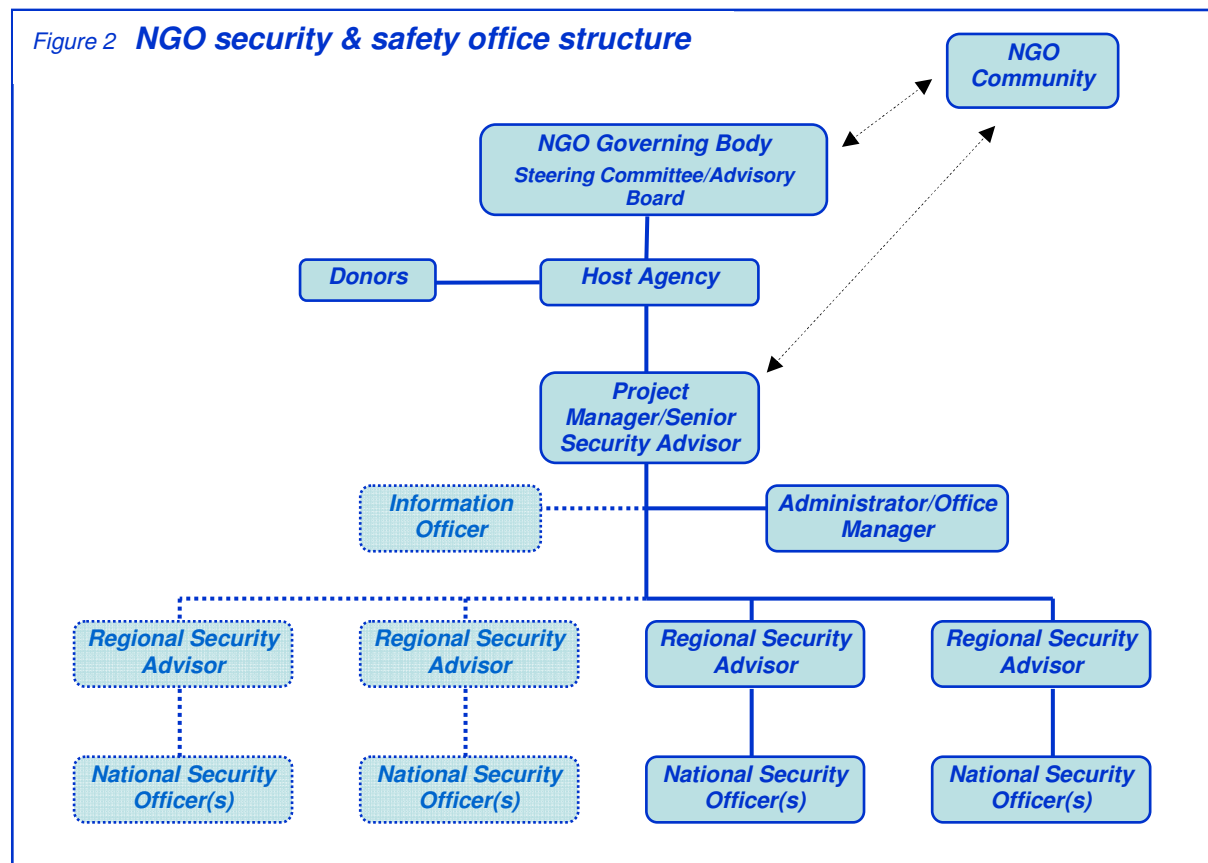 Figure 2 NGO security & safety office structure
NGO
Community
NGO Governing Body
Steering Committee/Advisory
Board
Donors
Host Agency
Project
Manager/Senior
Security Advisor
Information
Officer
Administrator/Office
Manager
Regional Security
Advisor
Regional Security
Advisor
Regional Security
Advisor
Regional Security
Advisor
National Security
Officer(s)
National Security
Officer(s)
National Security
Officer(s)
National Security
Officer(s)